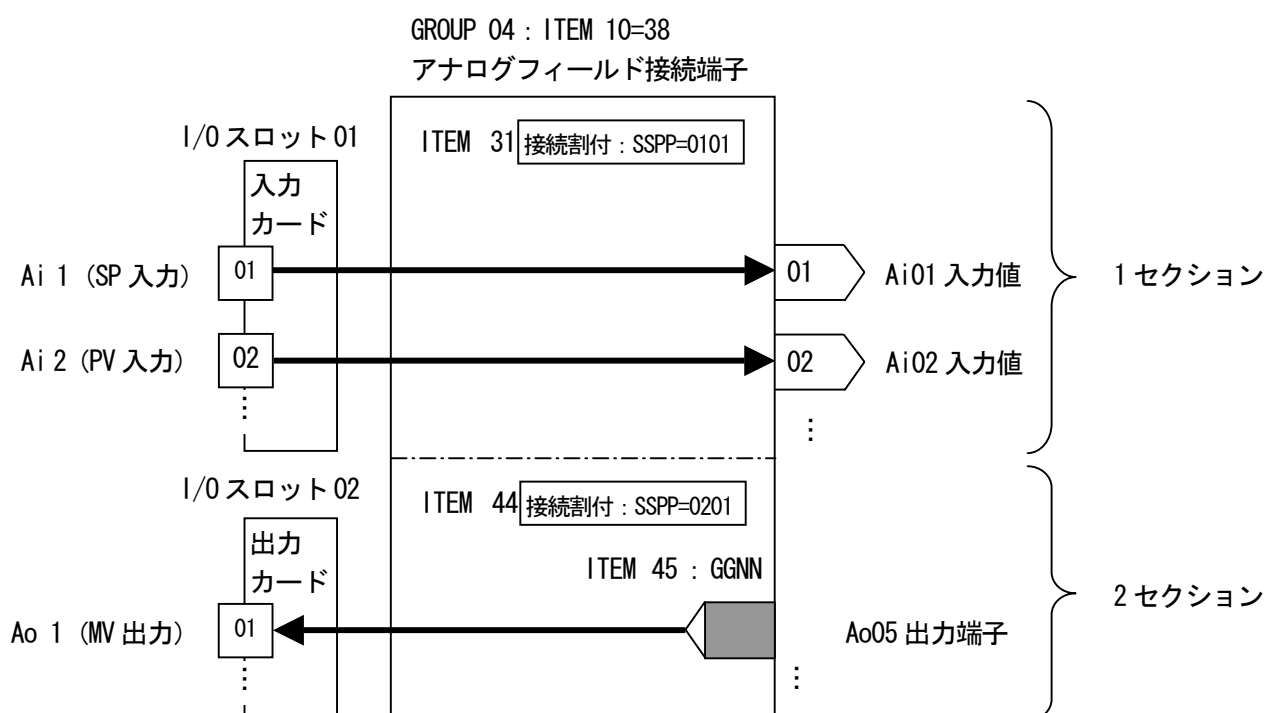 GROUP 04：ITEM 10=38
アナログフィールド接続端子
I/O スロット 01
ITEM 31 接続割付：SSPP=0101
入力
カード
Ai 1 (SP 入力)
01
01
Ai01 入力値
1 セクション
Ai 2 (PV 入力)
02
02
Ai02 入力値
⋮
⋮
I/O スロット 02
ITEM 44 接続割付：SSPP=0201
出力
カード
ITEM 45：GGNN
2 セクション
Ao 1 (MV 出力)
01
Ao05 出力端子
⋮
⋮